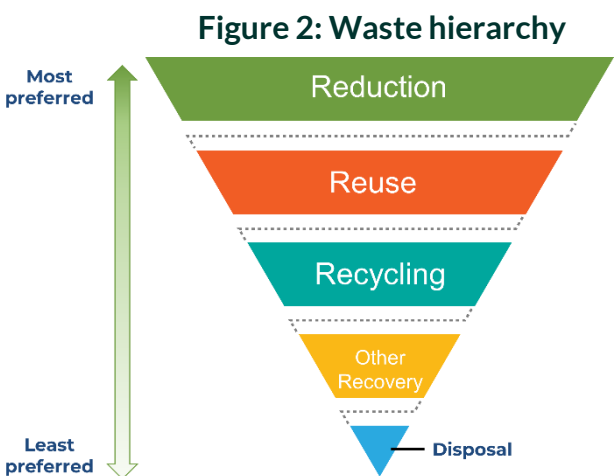 Figure 2: Waste hierarchy
Most
preferred
Reduction
Reuse
Recycling
Other
Recovery
Least
preferred
Disposal